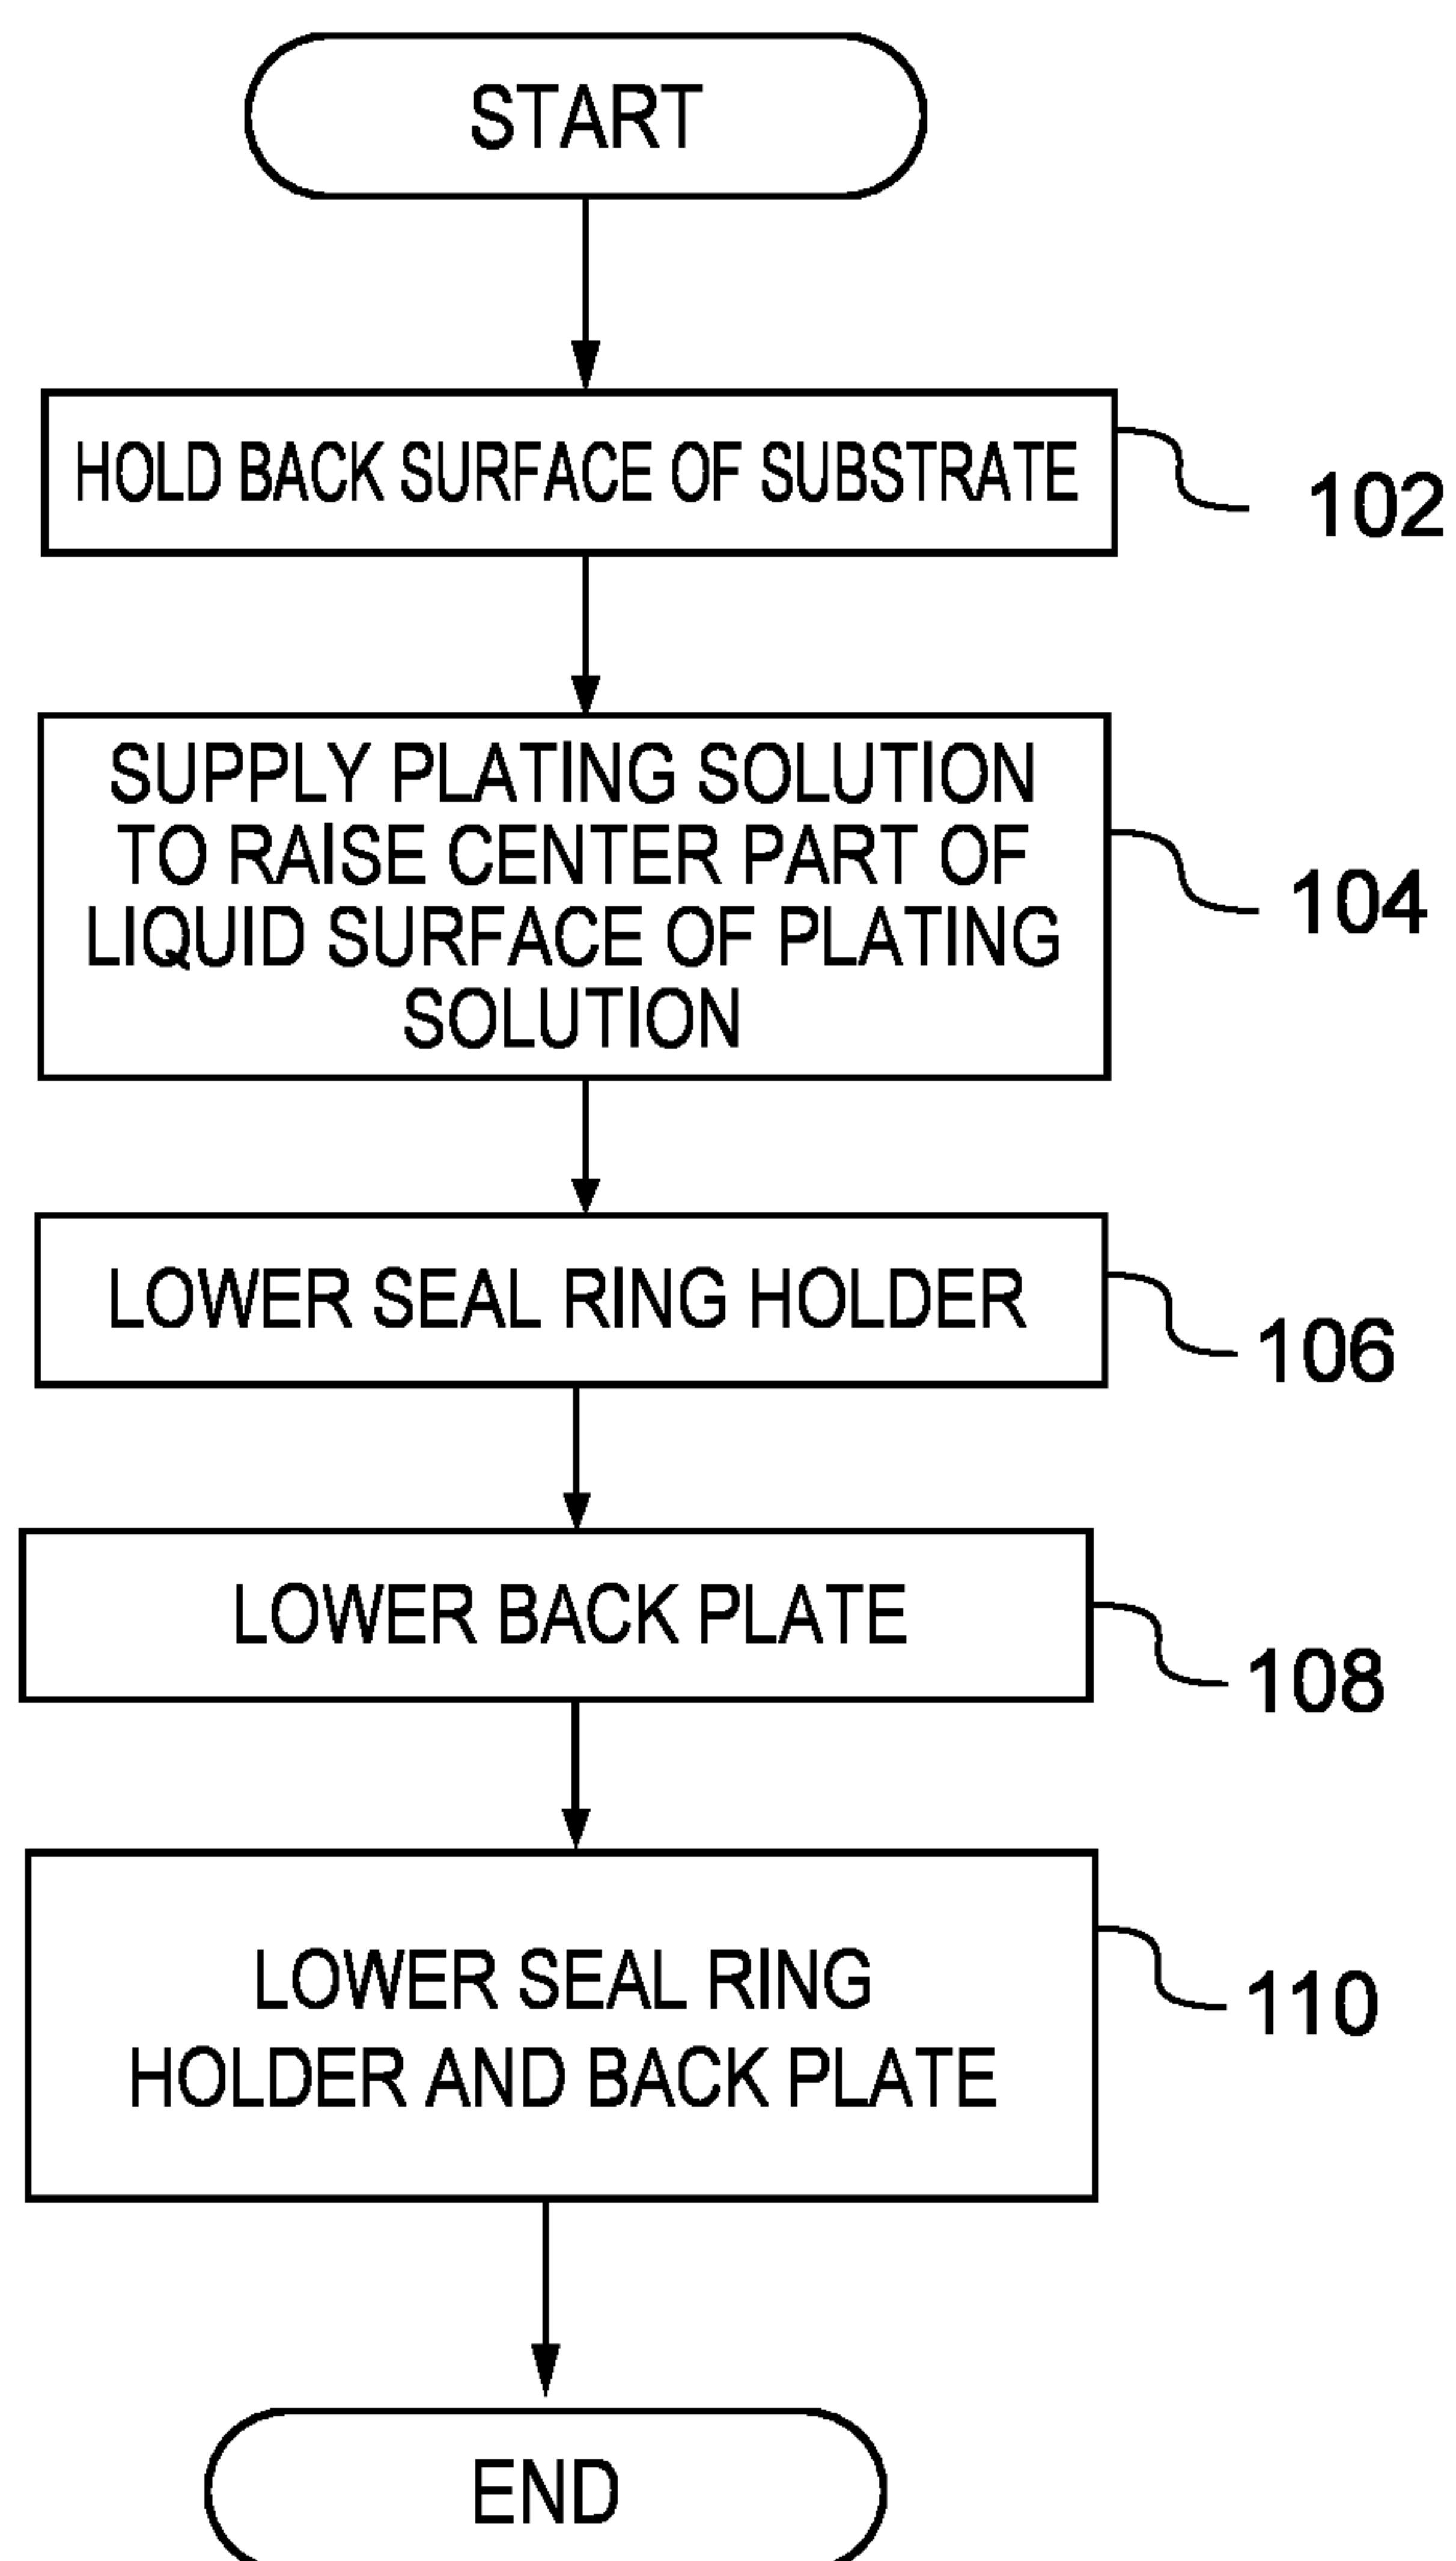 START
HOLD BACK SURFACE OF SUBSTRATE
102
SUPPLY PLATING SOLUTION
TO RAISE CENTER PART OF
LIQUID SURFACE OF PLATING
SOLUTION
104
LOWER SEAL RING HOLDER
106
LOWER BACK PLATE
108
LOWER SEAL RING
HOLDER AND BACK PLATE
110
END